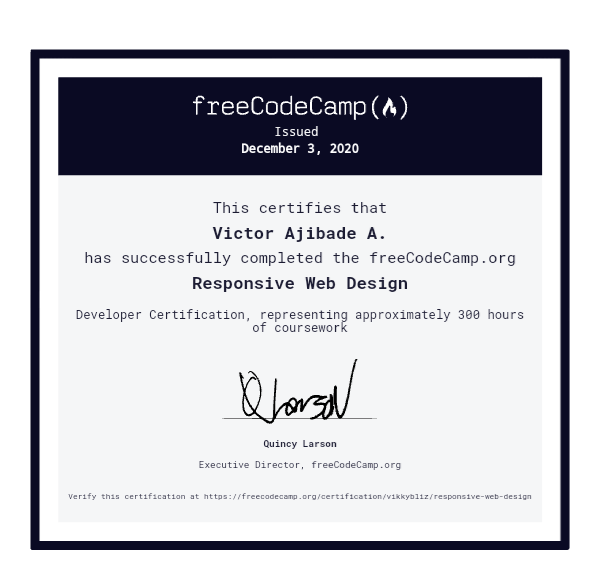 freeCodeCamp(🔥)
Issued
December 3, 2020
This certifies that
Victor Ajibade A.
has successfully completed the freeCodeCamp.org
Responsive Web Design
Developer Certification, representing approximately 300 hours
of coursework
Q Larson
Quincy Larson
Executive Director, freeCodeCamp.org
Verify this certification at https://freecodecamp.org/certification/vikkybliz/responsive-web-design